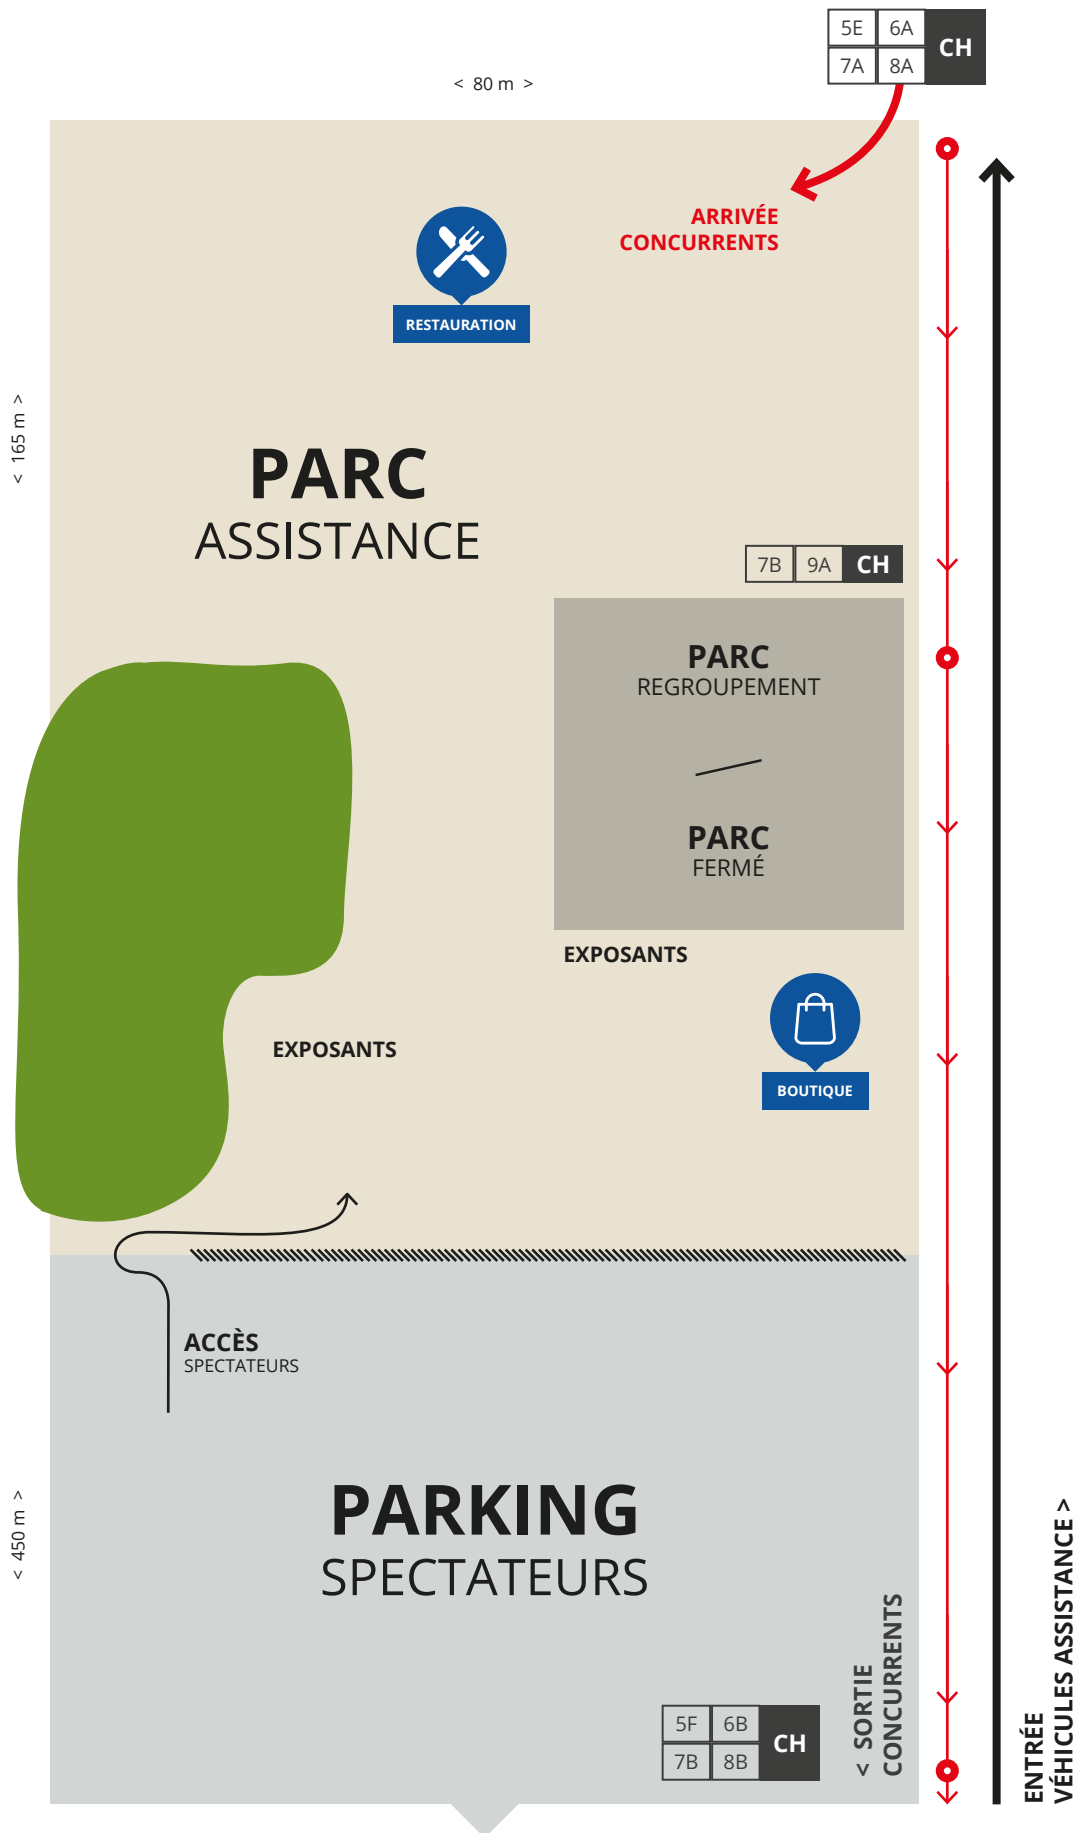 5E 6A
CH
7A 8A
< 80 m >
ARRIVÉE
CONCURRENTS
RESTAURATION
< 165 m >
PARC
ASSISTANCE
7B 9A CH
PARC
REGROUPEMENT
PARC
FERMÉ
EXPOSANTS
EXPOSANTS
BOUTIQUE
ACCÈS
SPECTATEURS
PARKING
SPECTATEURS
< 450 m >
5F 6B
CH
7B 8B
< SORTIE
CONCURRENTS
ENTRÉE
VÉHICULES ASSISTANCE >